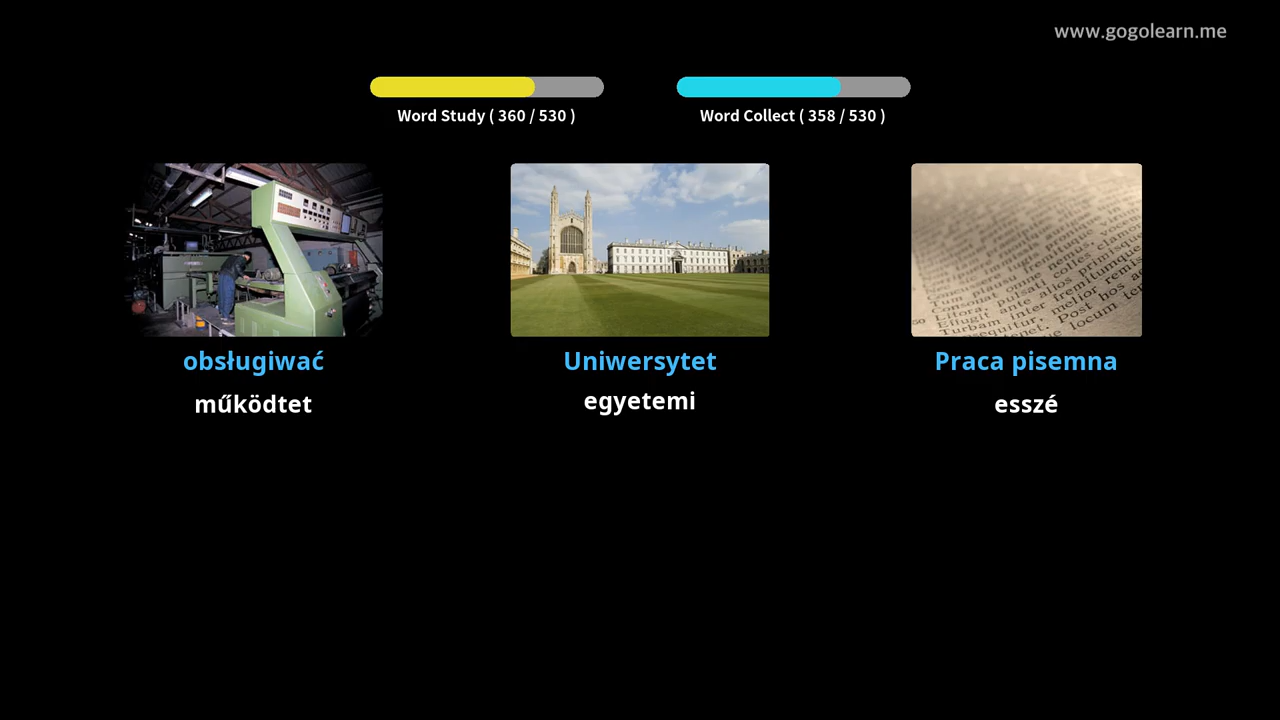 www.gogolearn.me
Word Study ( 360 / 530 )
Word Collect ( 358 / 530 )
obsługiwać
Uniwersytet
Praca pisemna
működtet
egyetemi
esszé